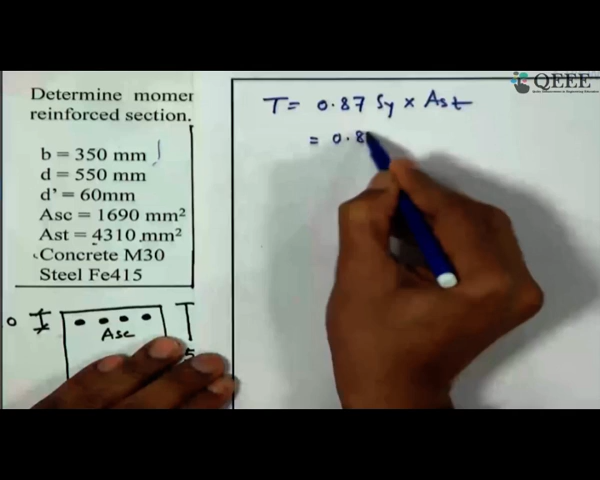 QEEE
Determine momer
reinforced section.
b = 350 mm
d = 550 mm
d' = 60mm
Asc = 1690 mm²
Ast = 4310 mm²
Concrete M30
Steel Fe415
Asc
T = 0.87 fy × Ast
= 0.8